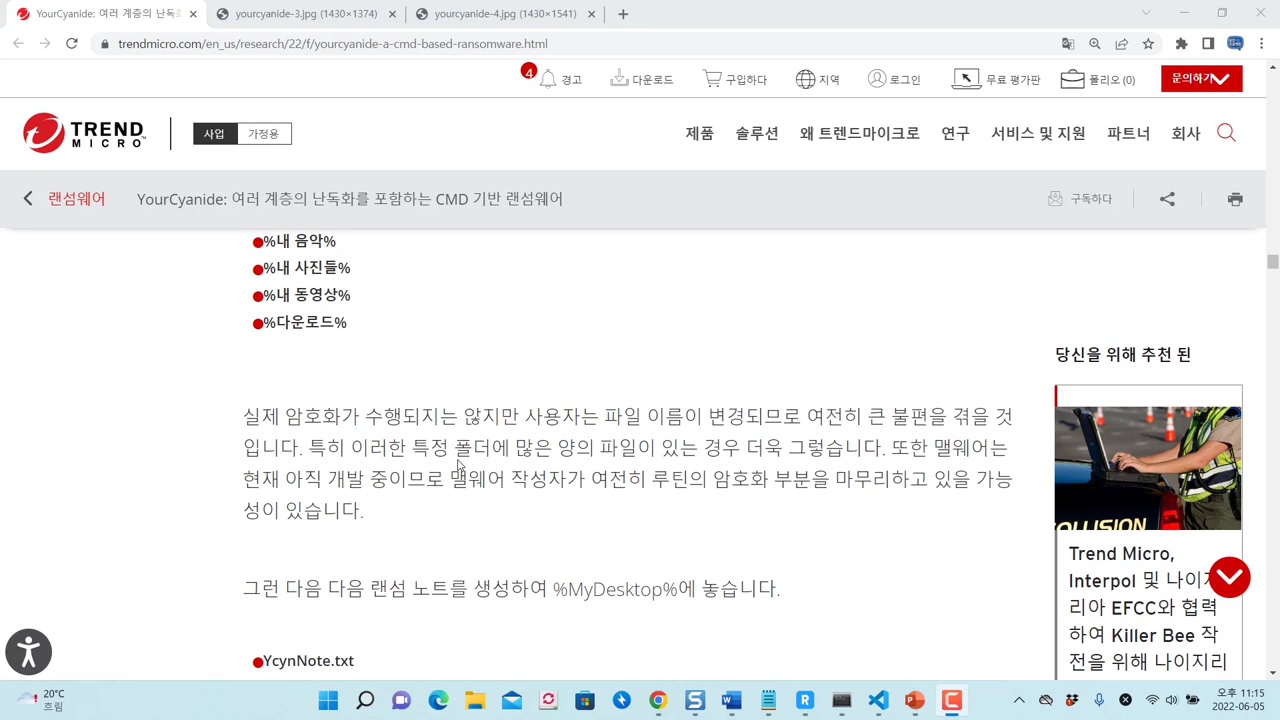 YourCyanide: 여러 계층의 난독
yourcyanide-3.jpg (1430×1374)
yourcyanide-4.jpg (1430×1541)
trendmicro.com/en_us/research/22/f/yourcyanide-a-cmd-based-ransomware.html
4
경고
다운로드
구입하다
지역
로그인
무료 평가판
폴리오 (0)
문의하기
TREND MICRO
사업
가정용
제품
솔루션
왜 트렌드마이크로
연구
서비스 및 지원
파트너
회사
랜섬웨어
YourCyanide: 여러 계층의 난독화를 포함하는 CMD 기반 랜섬웨어
구독하다
%내 음악%
%내 사진들%
%내 동영상%
%다운로드%
당신을 위해 추천 된
실제 암호화가 수행되지는 않지만 사용자는 파일 이름이 변경되므로 여전히 큰 불편을 겪을 것
입니다. 특히 이러한 특정 폴더에 많은 양의 파일이 있는 경우 더욱 그렇습니다. 또한 맬웨어는
현재 아직 개발 중이므로 맬웨어 작성자가 여전히 루틴의 암호화 부분을 마무리하고 있을 가능
성이 있습니다.
COLLISION
Trend Micro,
Interpol 및 나이지
리아 EFCC와 협력
하여 Killer Bee 작
전을 위해 나이지리
그런 다음 다음 랜섬 노트를 생성하여 %MyDesktop%에 놓습니다.
YcynNote.txt
20°C
흐림
오후 11:15
2022-06-05